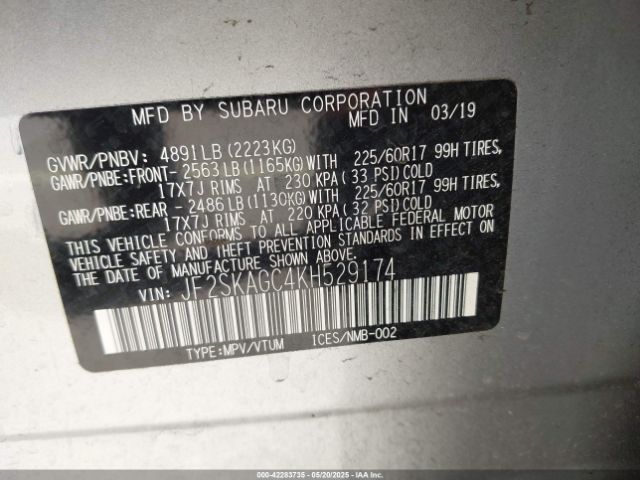 MFD BY SUBARU CORPORATION
MFD IN 03/19
GVWR/PNBV: 4891LB (2223KG)
GAWR/PNBE:FRONT- 2563LB(1165KG)WITH 225/60R17 99H TIRES,
17X7J RIMS AT 230 KPA(33 PSI)COLD
GAWR/PNBE:REAR - 2486LB(1130KG)WITH 225/60R17 99H TIRES,
17X7J RIMS AT 220 KPA(32 PSI)COLD
THIS VEHICLE CONFORMS TO ALL APPLICABLE FEDERAL MOTOR
VEHICLE SAFETY AND THEFT PREVENTION STANDARDS IN EFFECT ON
THE DATE OF MANUFACTURE SHOWN ABOVE.
VIN: JF2SKAGC4KH529174
TYPE:MPV/VTUM ICES/NMB-002
000-42283735 - 05/20/2025 - IAAI.COM